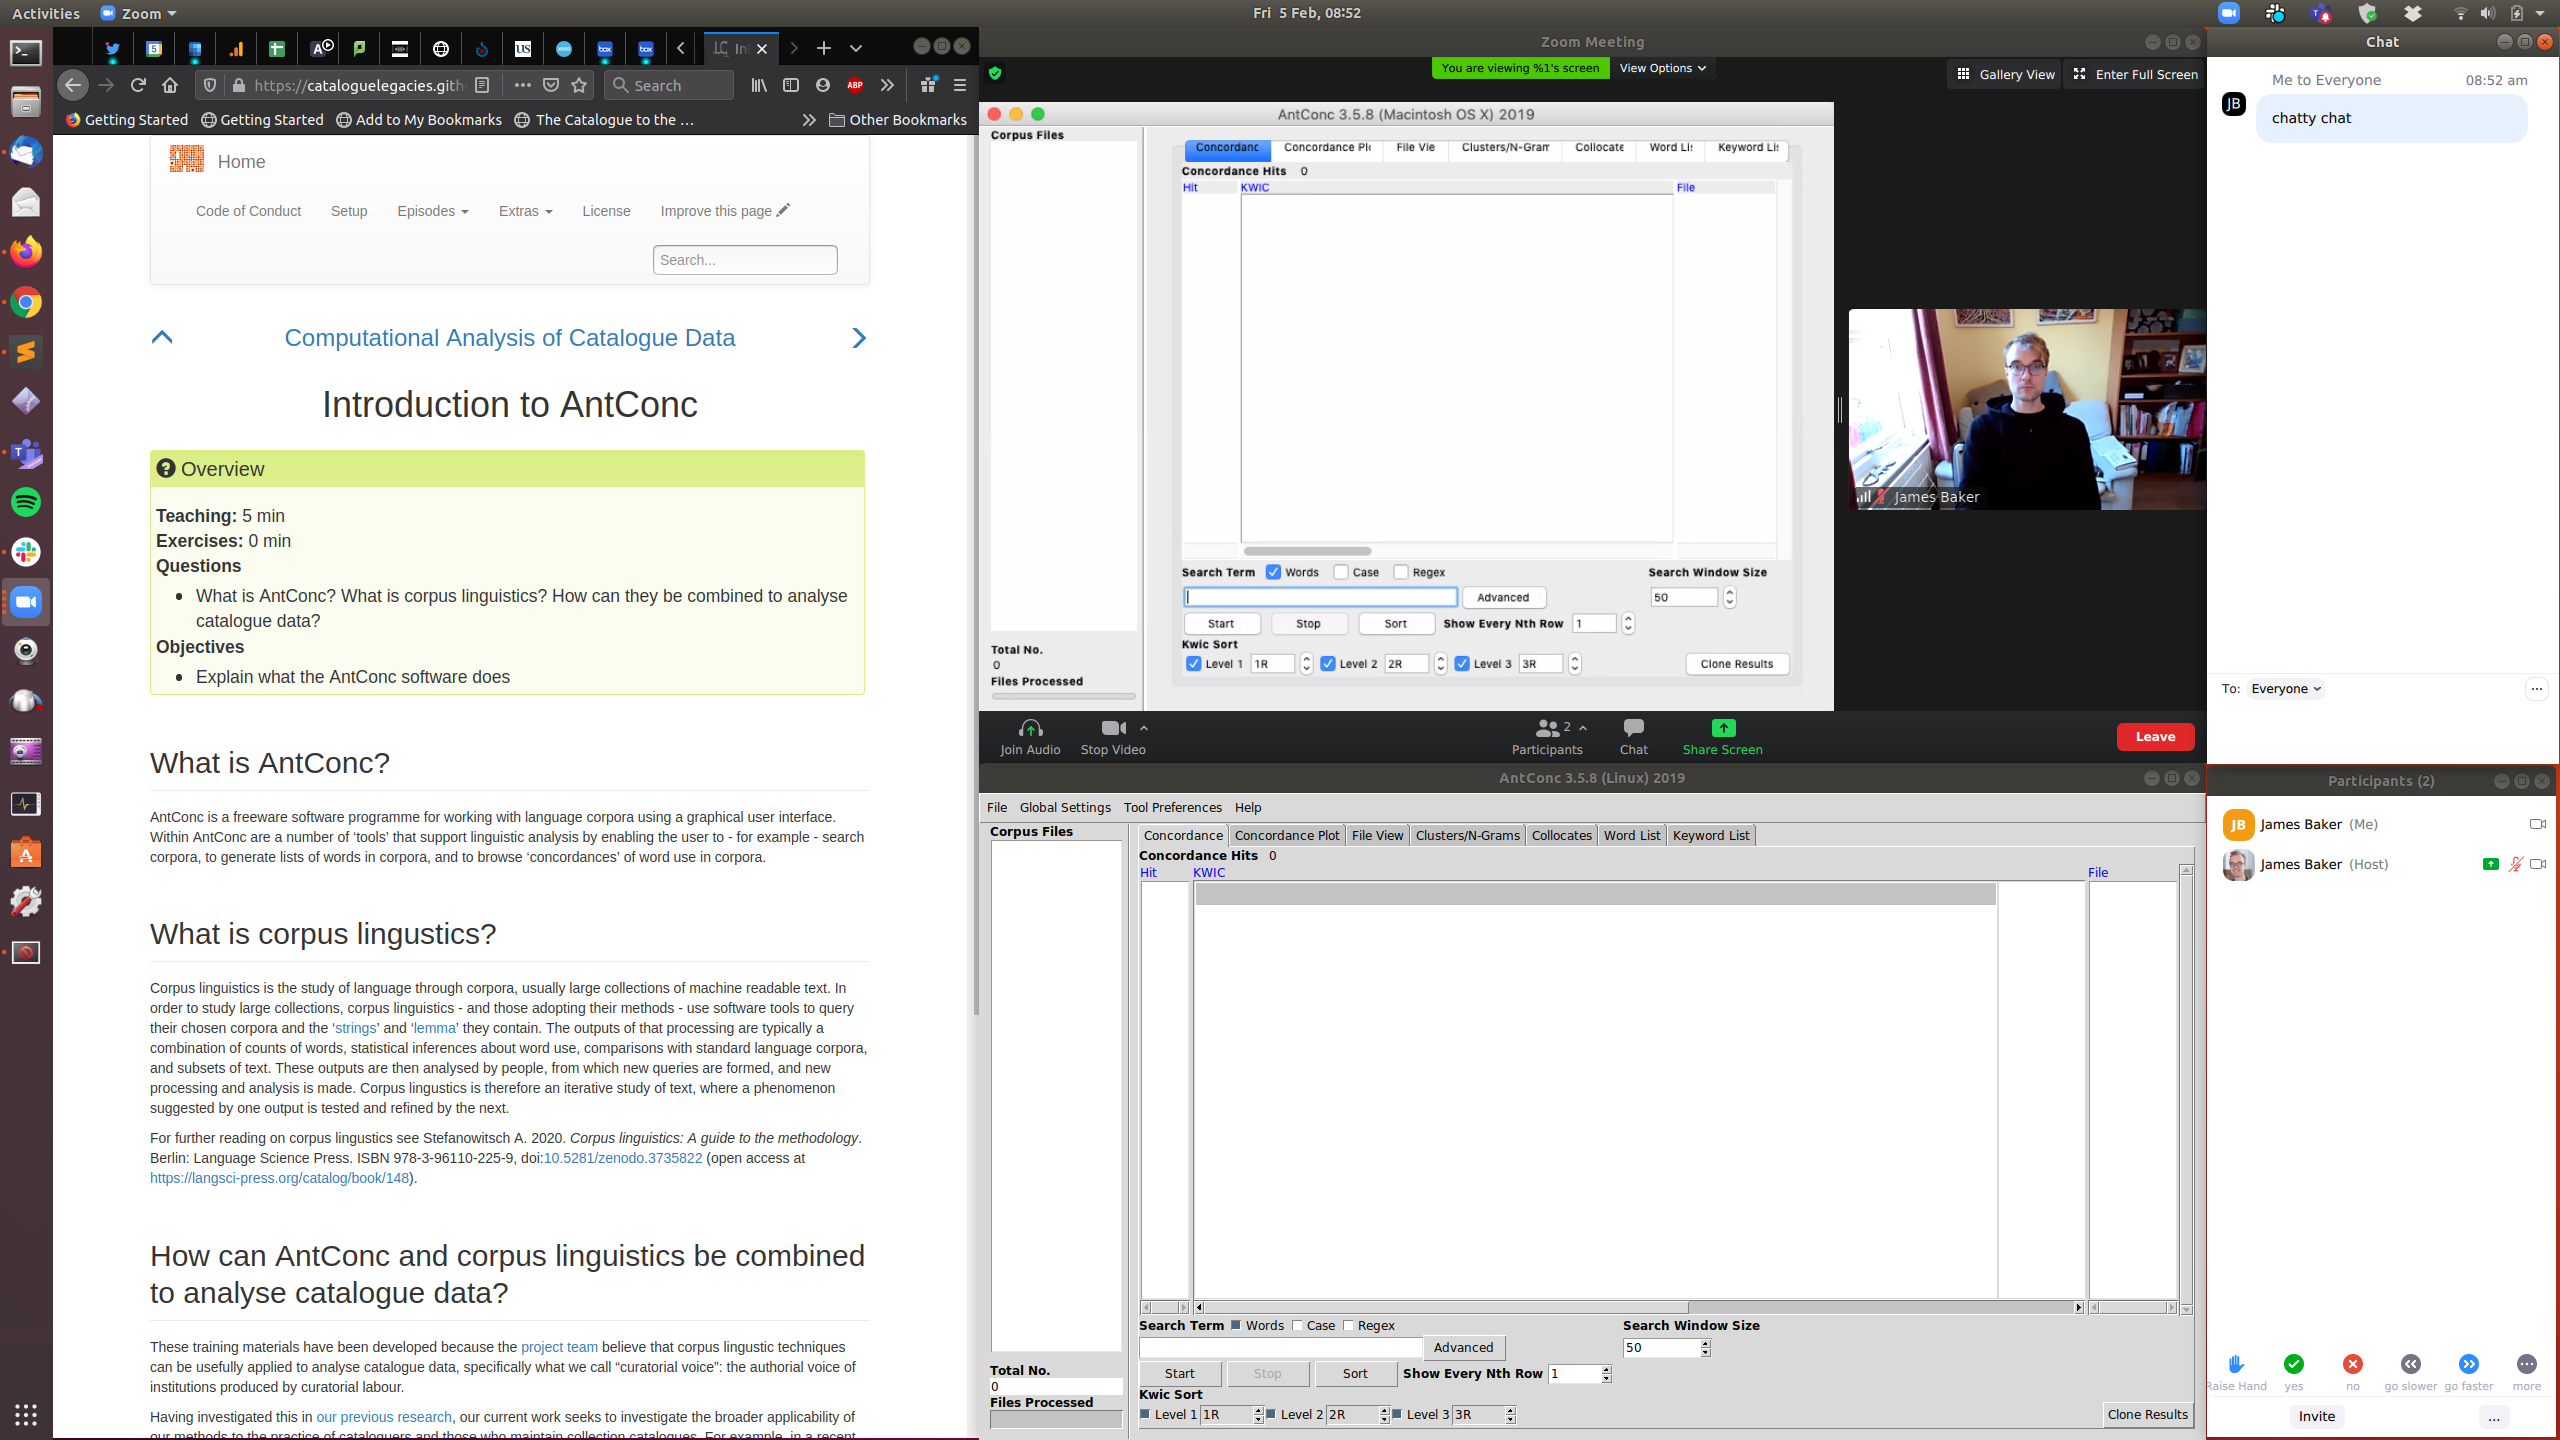 Activities
Zoom
Fri 5 Feb, 08:52
In
https://cataloguelegacies.gith
Search
Getting Started
Getting Started
Add to My Bookmarks
The Catalogue to the …
Other Bookmarks
Home
Code of Conduct
Setup
Episodes
Extras
License
Improve this page
Search...
Computational Analysis of Catalogue Data
Introduction to AntConc
Overview
Teaching: 5 min
Exercises: 0 min
Questions
What is AntConc? What is corpus linguistics? How can they be combined to analyse
catalogue data?
Objectives
Explain what the AntConc software does
What is AntConc?
AntConc is a freeware software programme for working with language corpora using a graphical user interface.
Within AntConc are a number of ‘tools’ that support linguistic analysis by enabling the user to - for example - search
corpora, to generate lists of words in corpora, and to browse ‘concordances’ of word use in corpora.
What is corpus lingustics?
Corpus linguistics is the study of language through corpora, usually large collections of machine readable text. In
order to study large collections, corpus linguistics - and those adopting their methods - use software tools to query
their chosen corpora and the ‘strings’ and ‘lemma’ they contain. The outputs of that processing are typically a
combination of counts of words, statistical inferences about word use, comparisons with standard language corpora,
and subsets of text. These outputs are then analysed by people, from which new queries are formed, and new
processing and analysis is made. Corpus lingustics is therefore an iterative study of text, where a phenomenon
suggested by one output is tested and refined by the next.
For further reading on corpus lingustics see Stefanowitsch A. 2020. Corpus linguistics: A guide to the methodology.
Berlin: Language Science Press. ISBN 978-3-96110-225-9, doi:10.5281/zenodo.3735822 (open access at
https://langsci-press.org/catalog/book/148).
How can AntConc and corpus linguistics be combined
to analyse catalogue data?
These training materials have been developed because the project team believe that corpus lingustic techniques
can be usefully applied to analyse catalogue data, specifically what we call “curatorial voice”: the authorial voice of
institutions produced by curatorial labour.
Having investigated this in our previous research, our current work seeks to investigate the broader applicability of
our methods to the practice of cataloguers and those who maintain collection catalogues. For example, in a recent
Zoom Meeting
You are viewing %1's screen
View Options
Gallery View
Enter Full Screen
AntConc 3.5.8 (Macintosh OS X) 2019
Corpus Files
Concordanc
Concordance Pl
File Vie
Clusters/N-Gram
Collocate
Word Li
Keyword Li
Concordance Hits 0
Hit
KWIC
File
Search Term
Words
Case
Regex
Search Window Size
Advanced
50
Start
Stop
Sort
Show Every Nth Row
1
Kwic Sort
Level 1
1R
Level 2
2R
Level 3
3R
Clone Results
Total No.
0
Files Processed
James Baker
Join Audio
Stop Video
Participants
2
Chat
Share Screen
Leave
AntConc 3.5.8 (Linux) 2019
File
Global Settings
Tool Preferences
Help
Corpus Files
Concordance
Concordance Plot
File View
Clusters/N-Grams
Collocates
Word List
Keyword List
Concordance Hits 0
Hit
KWIC
File
Search Term
Words
Case
Regex
Search Window Size
Advanced
50
Start
Stop
Sort
Show Every Nth Row
1
Kwic Sort
Level 1
1R
Level 2
2R
Level 3
3R
Clone Results
Total No.
0
Files Processed
Chat
Me to Everyone
08:52 am
JB
chatty chat
To:
Everyone
Participants (2)
JB
James Baker (Me)
James Baker (Host)
Raise Hand
yes
no
go slower
go faster
more
Invite
...